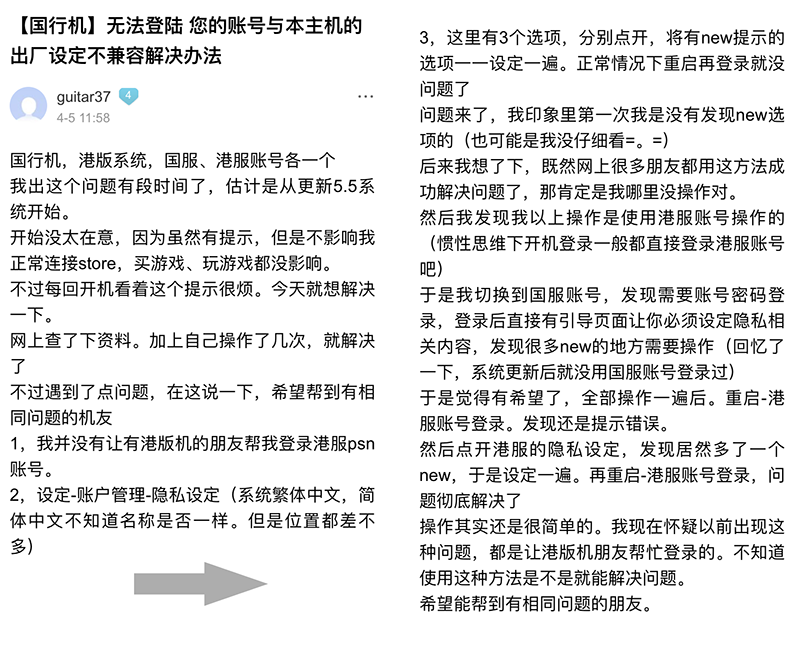 【国行机】无法登陆 您的账号与本主机的
出厂设定不兼容解决办法
guitar37 4
4-5 11:58
国行机，港版系统，国服、港服账号各一个
我出这个问题有段时间了，估计是从更新5.5系
统开始。
开始没太在意，因为虽然有提示，但是不影响我
正常连接store，买游戏、玩游戏都没影响。
不过每回开机看着这个提示很烦。今天就想解决
一下。
网上查了下资料。加上自己操作了几次，就解决
了
不过遇到了点问题，在这说一下，希望帮到有相
同问题的机友
1，我并没有让有港版机的朋友帮我登录港服psn
账号。
2，设定-账户管理-隐私设定（系统繁体中文，简
体中文不知道名称是否一样。但是位置都差不
多）
3，这里有3个选项，分别点开，将有new提示的
选项一一设定一遍。正常情况下重启再登录就没
问题了
问题来了，我印象里第一次我是没有发现new选
项的（也可能是我没仔细看=。=）
后来我想了下，既然网上很多朋友都用这方法成
功解决问题了，那肯定是我哪里没操作对。
然后我发现我以上操作是使用港服账号操作的
（惯性思维下开机登录一般都直接登录港服账号
吧）
于是我切换到国服账号，发现需要账号密码登
录，登录后直接有引导页面让你必须设定隐私相
关内容，发现很多new的地方需要操作（回忆了
一下，系统更新后就没用国服账号登录过）
于是觉得有希望了，全部操作一遍后。重启-港
服账号登录。发现还是提示错误。
然后点开港服的隐私设定，发现居然多了一个
new，于是设定一遍。再重启-港服账号登录，问
题彻底解决了
操作其实还是很简单的。我现在怀疑以前出现这
种问题，都是让港版机朋友帮忙登录的。不知道
使用这种方法是不是就能解决问题。
希望能帮到有相同问题的朋友。